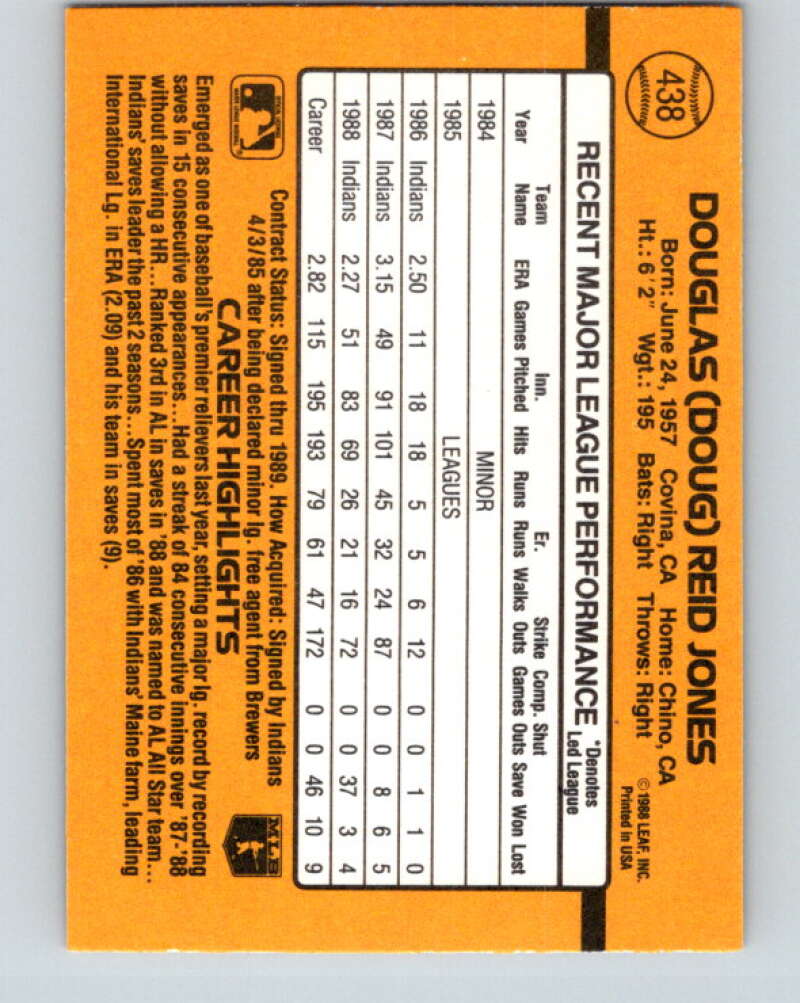 438
DOUGLAS (DOUG) REID JONES
Born: June 24, 1957 Covina, CA Home: Chino, CA
Ht.: 6'2" Wgt.: 195 Bats: Right Throws: Right
© 1988 LEAF, INC.
Printed in USA
RECENT MAJOR LEAGUE PERFORMANCE *Denotes Led League
Team Inn. Er. Strike Comp. Shut
Year Name ERA Games Pitched Hits Runs Runs Walks Outs Games Outs Save Won Lost
1984 MINOR
1985 LEAGUES
1986 Indians 2.50 11 18 18 5 5 6 12 0 0 1 1 0
1987 Indians 3.15 49 91 101 45 32 24 87 0 0 8 6 5
1988 Indians 2.27 51 83 69 26 21 16 72 0 0 37 3 4
Career 2.82 115 195 193 79 61 47 172 0 0 46 10 9
Contract Status: Signed thru 1989. How Acquired: Signed by Indians
4/3/85 after being declared minor lg. free agent from Brewers
MLB
CAREER HIGHLIGHTS
Emerged as one of baseball's premier relievers last year, setting a major lg. record by recording
saves in 15 consecutive appearances...Had a streak of 84 consecutive innings over '87-'88
without allowing a HR...Ranked 3rd in AL in saves in '88 and was named to AL All Star team...
Indians' saves leader the past 2 seasons...Spent most of '86 with Indians' Maine farm, leading
International Lg. in ERA (2.09) and his team in saves (9).